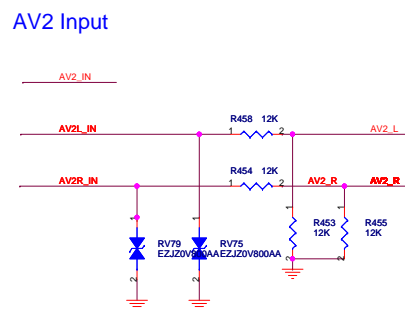 AV2 Input
AV2_IN
R458 12K
AV2L_IN 1 2 AV2_L
R454 12K
AV2R_IN 1 2 AV2_R AV2_R
1 1 1 1
RV79 RV75 R453 R455
EZJZ0V800AA EZJZ0V800AA 12K 12K
2 2 2 2